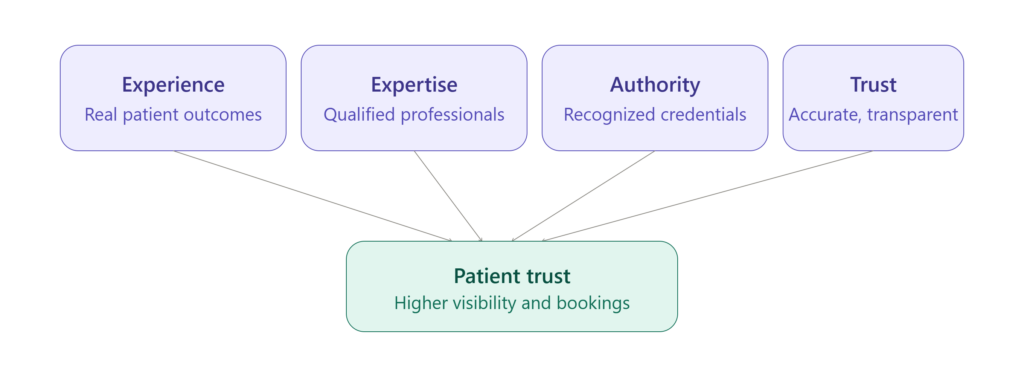 Experience
Real patient outcomes
Expertise
Qualified professionals
Authority
Recognized credentials
Trust
Accurate, transparent
Patient trust
Higher visibility and bookings